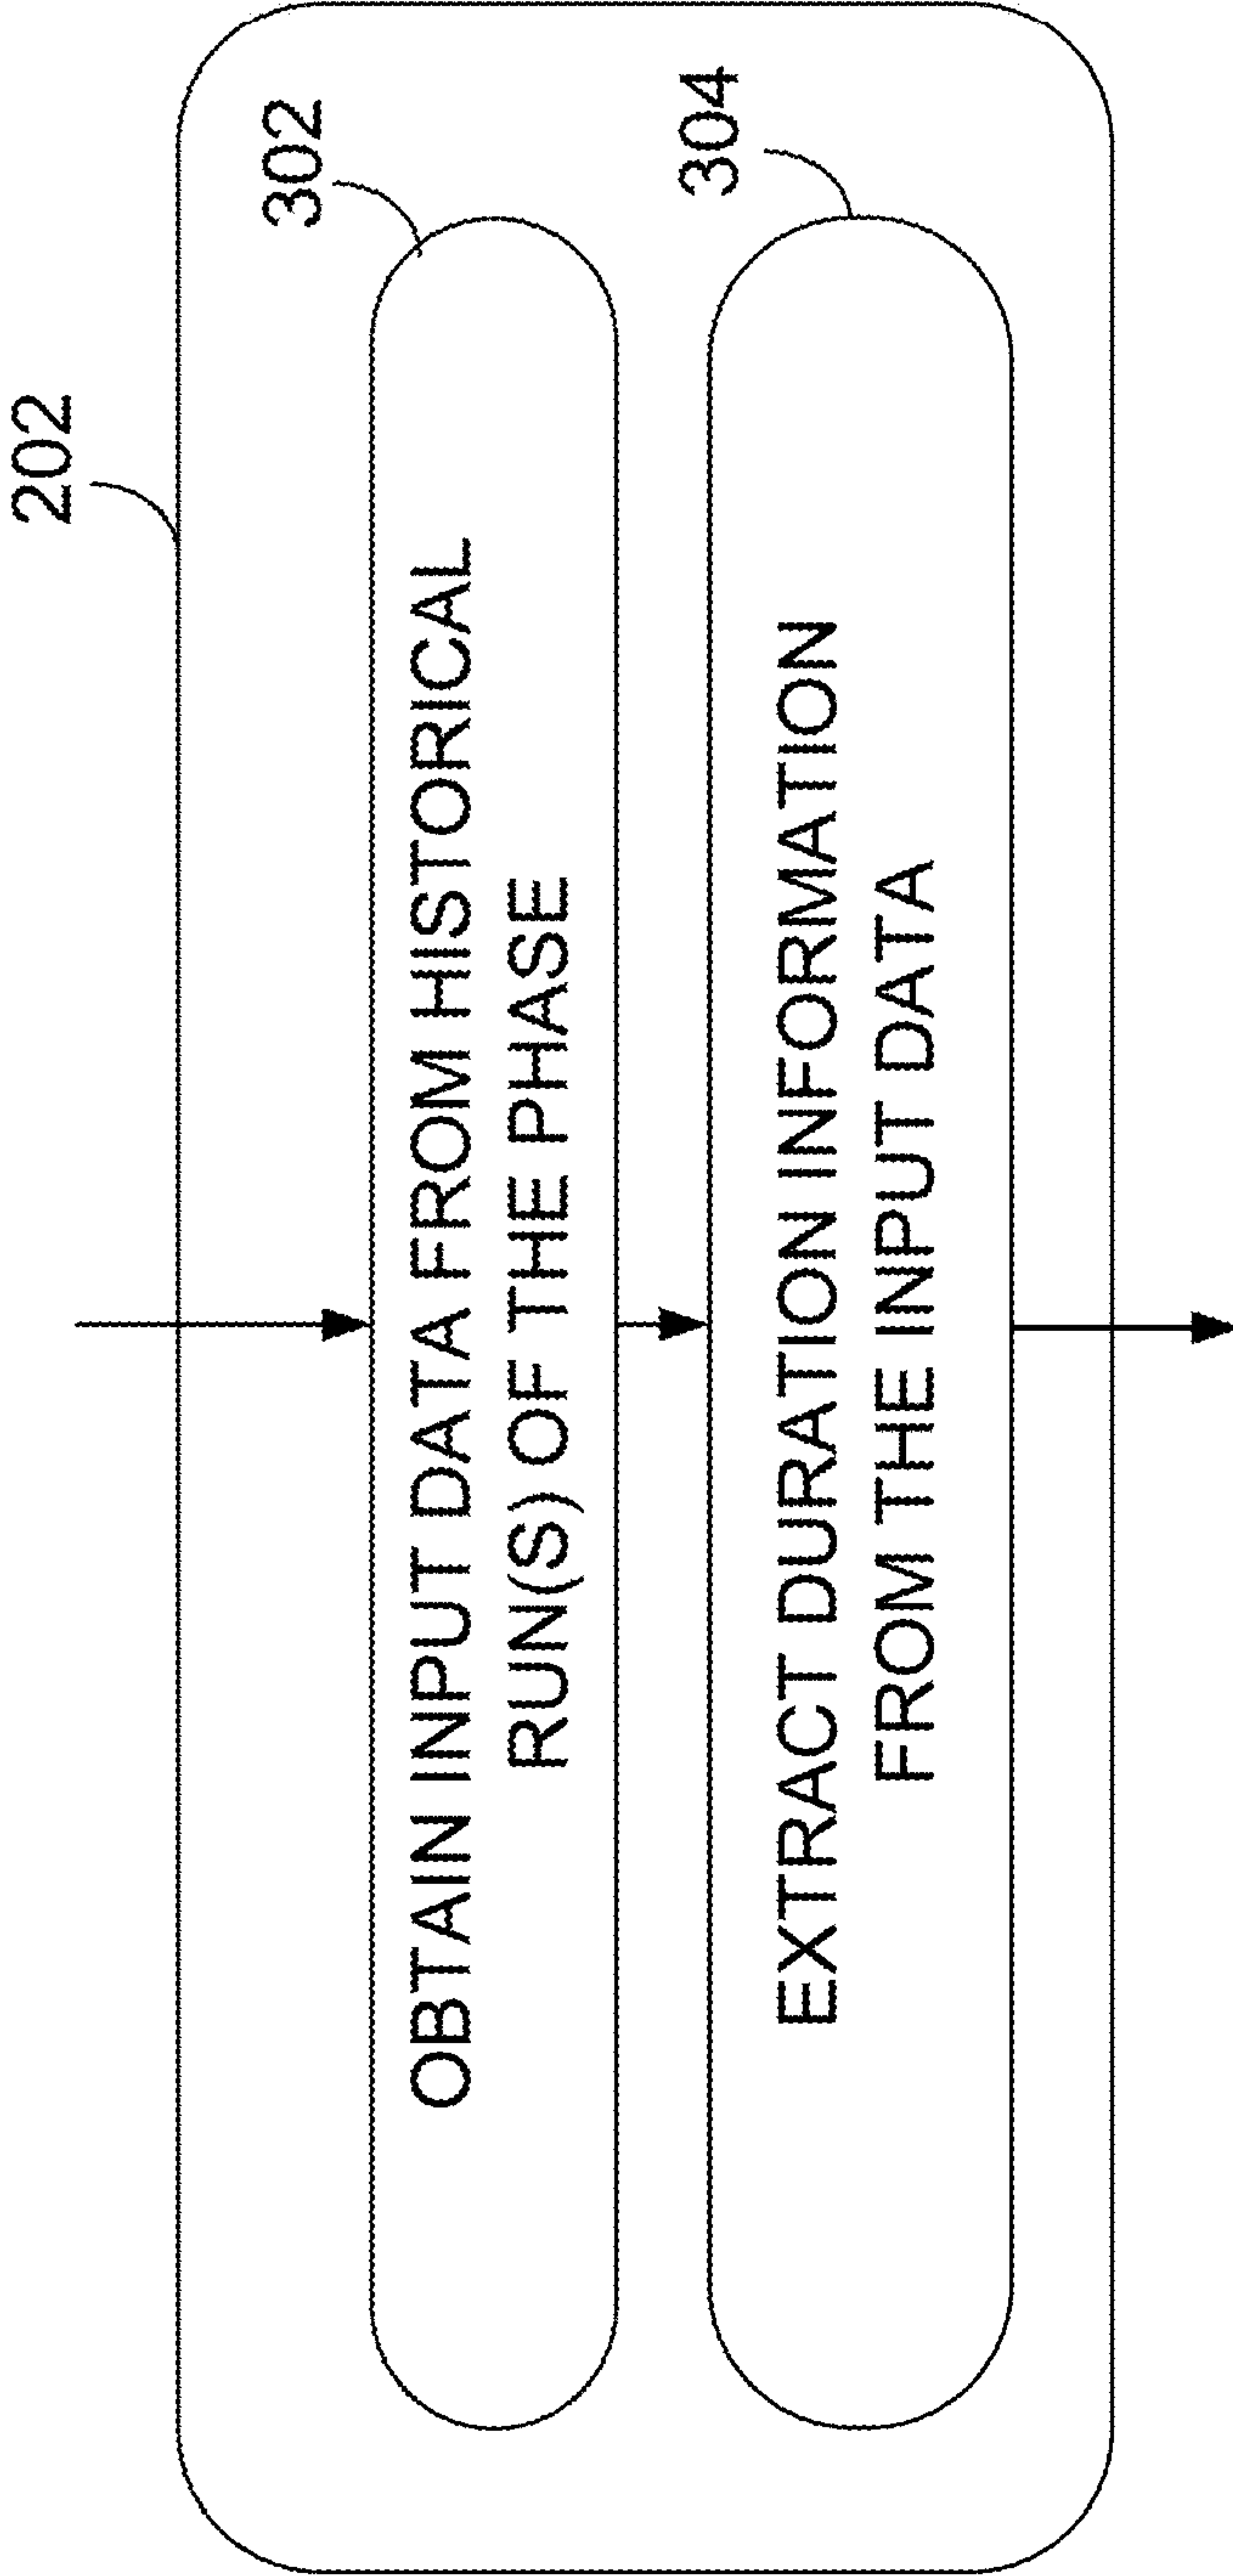 202
302
OBTAIN INPUT DATA FROM HISTORICAL
RUN(S) OF THE PHASE
304
EXTRACT DURATION INFORMATION
FROM THE INPUT DATA